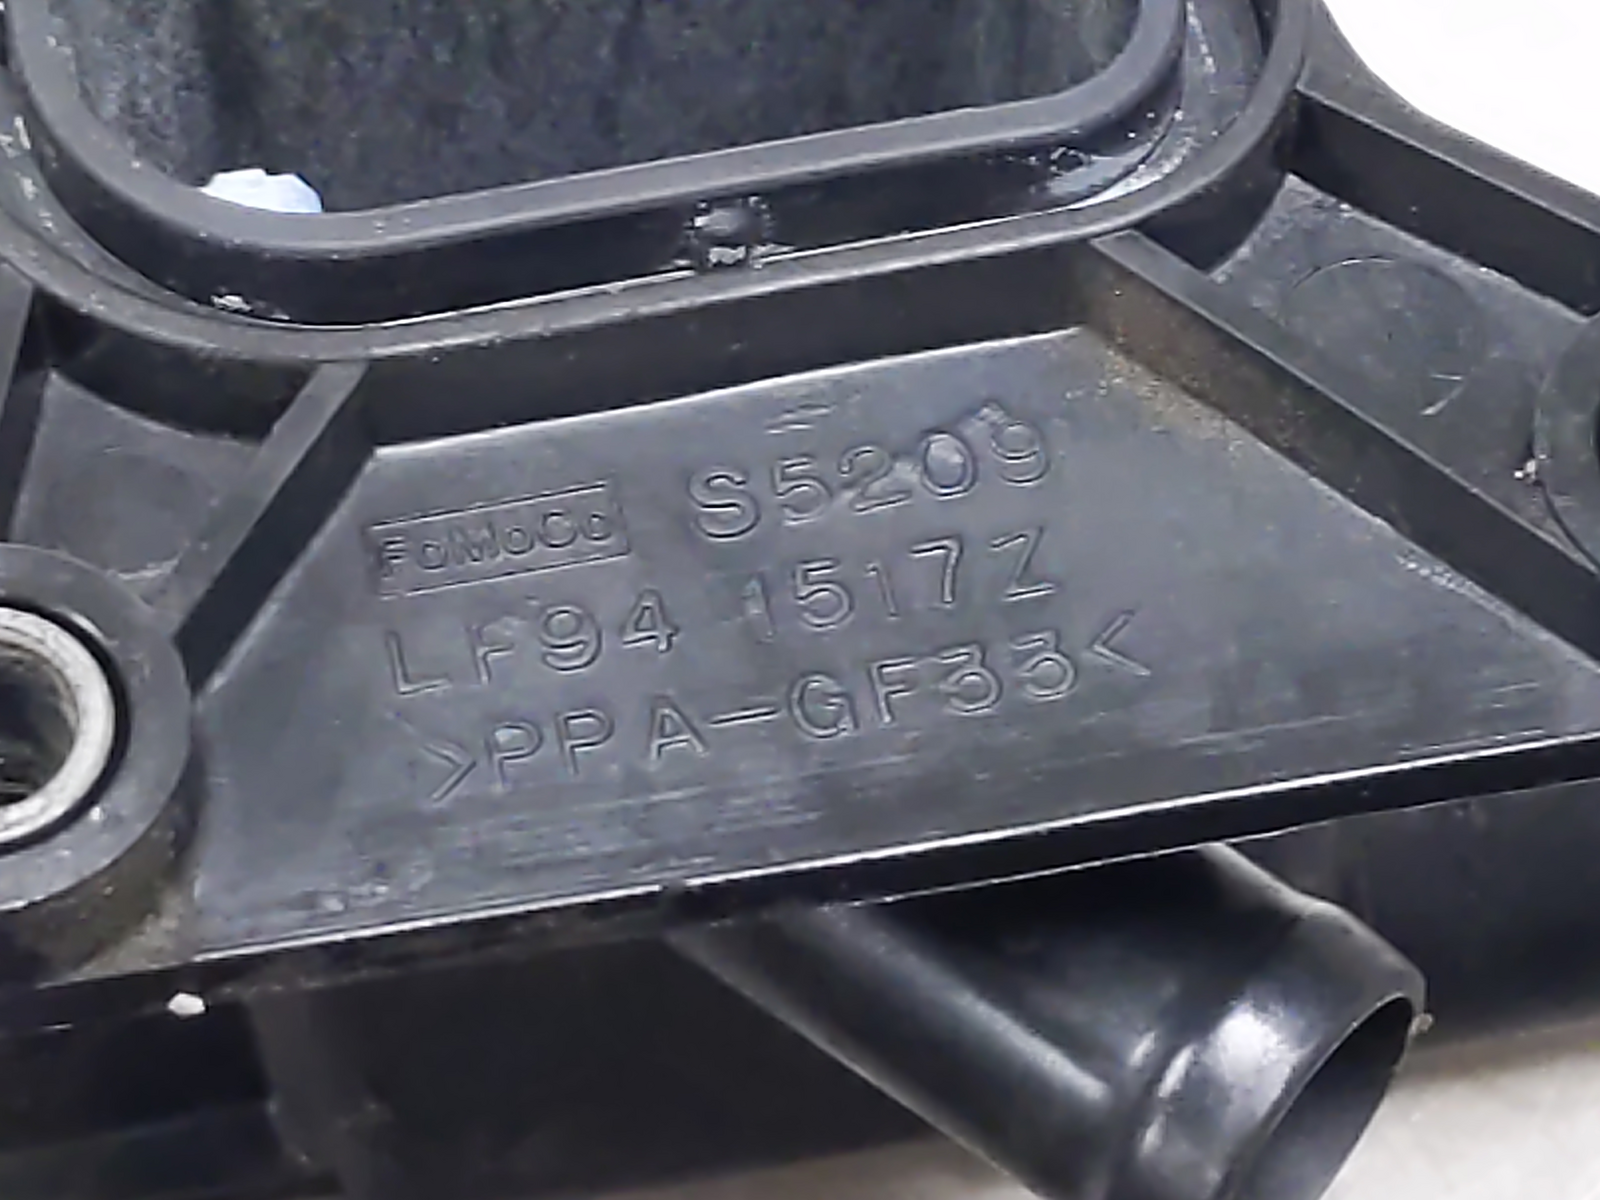 FoMoCo S5209
LF94 1517Z
>PPA-GF33<